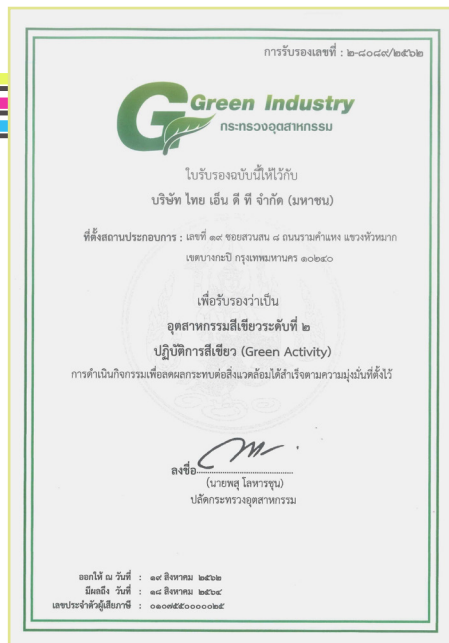 การรับรองเลขที่ : ๒-๘๐๘๙/๒๕๖๒
Green Industry
กระทรวงอุตสาหกรรม
ใบรับรองฉบับนี้ให้ไว้กับ
บริษัท ไทย เอ็น ดี ที จำกัด (มหาชน)
ที่ตั้งสถานประกอบการ : เลขที่ ๑๙ ซอยสวนสน ๘ ถนนรามคำแหง แขวงหัวหมาก
เขตบางกะปิ กรุงเทพมหานคร ๑๐๒๔๐
เพื่อรับรองว่าเป็น
อุตสาหกรรมสีเขียวระดับที่ ๒
ปฏิบัติการสีเขียว (Green Activity)
การดำเนินกิจกรรมเพื่อลดผลกระทบต่อสิ่งแวดล้อมได้สำเร็จตามความมุ่งมั่นที่ตั้งไว้
ลงชื่อ
(นายพสุ โลหารชุน)
ปลัดกระทรวงอุตสาหกรรม
ออกให้ ณ วันที่ : ๑๙ สิงหาคม ๒๕๖๒
มีผลถึง วันที่ : ๑๘ สิงหาคม ๒๕๖๕
เลขประจำตัวผู้เสียภาษี : ๐๑๐๗๕๕๐๐๐๐๐๒๕